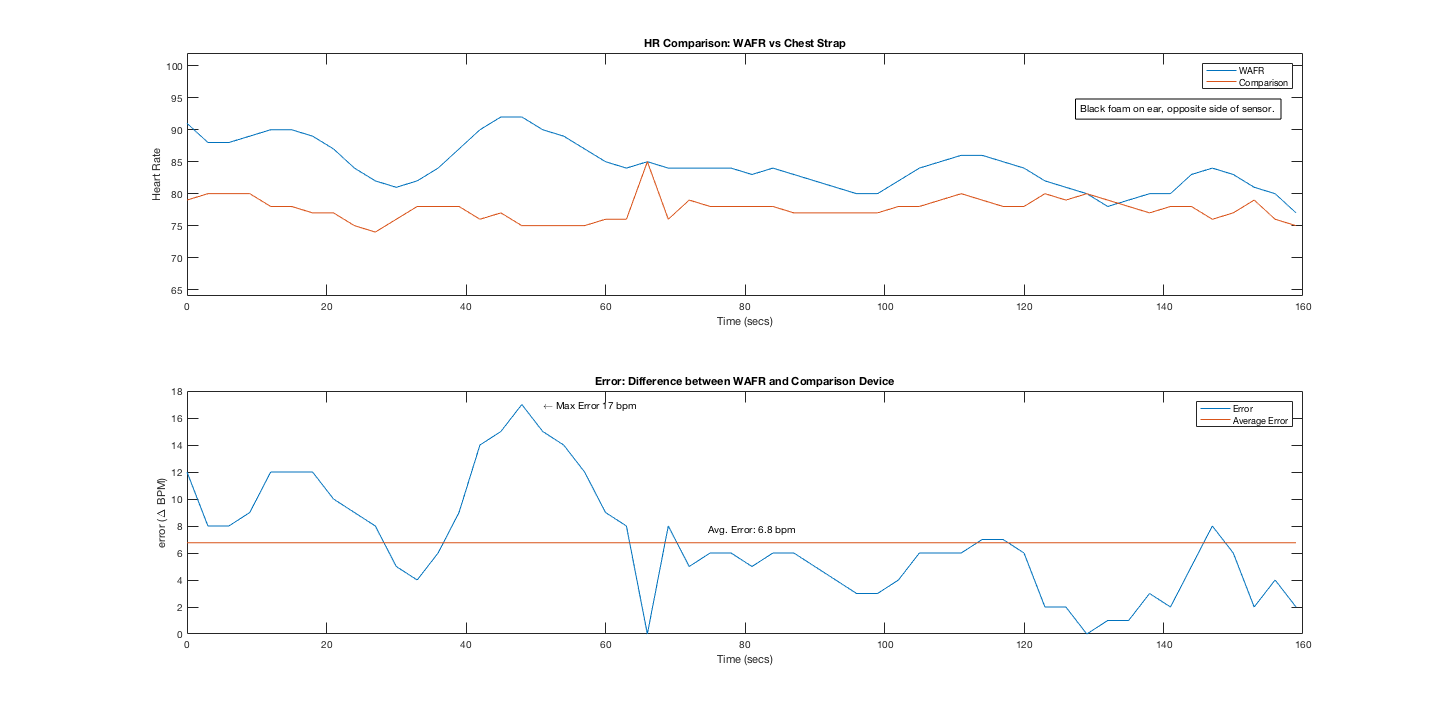 HR Comparison: WAFR vs Chest Strap
WAFR
Comparison
Black foam on ear, opposite side of sensor.
100
95
90
85
80
75
70
65
Heart Rate
0 20 40 60 80 100 120 140 160
Time (secs)
Error: Difference between WAFR and Comparison Device
Error
Average Error
← Max Error 17 bpm
Avg. Error: 6.8 bpm
18
16
14
12
10
8
6
4
2
0
error (Δ BPM)
0 20 40 60 80 100 120 140 160
Time (secs)